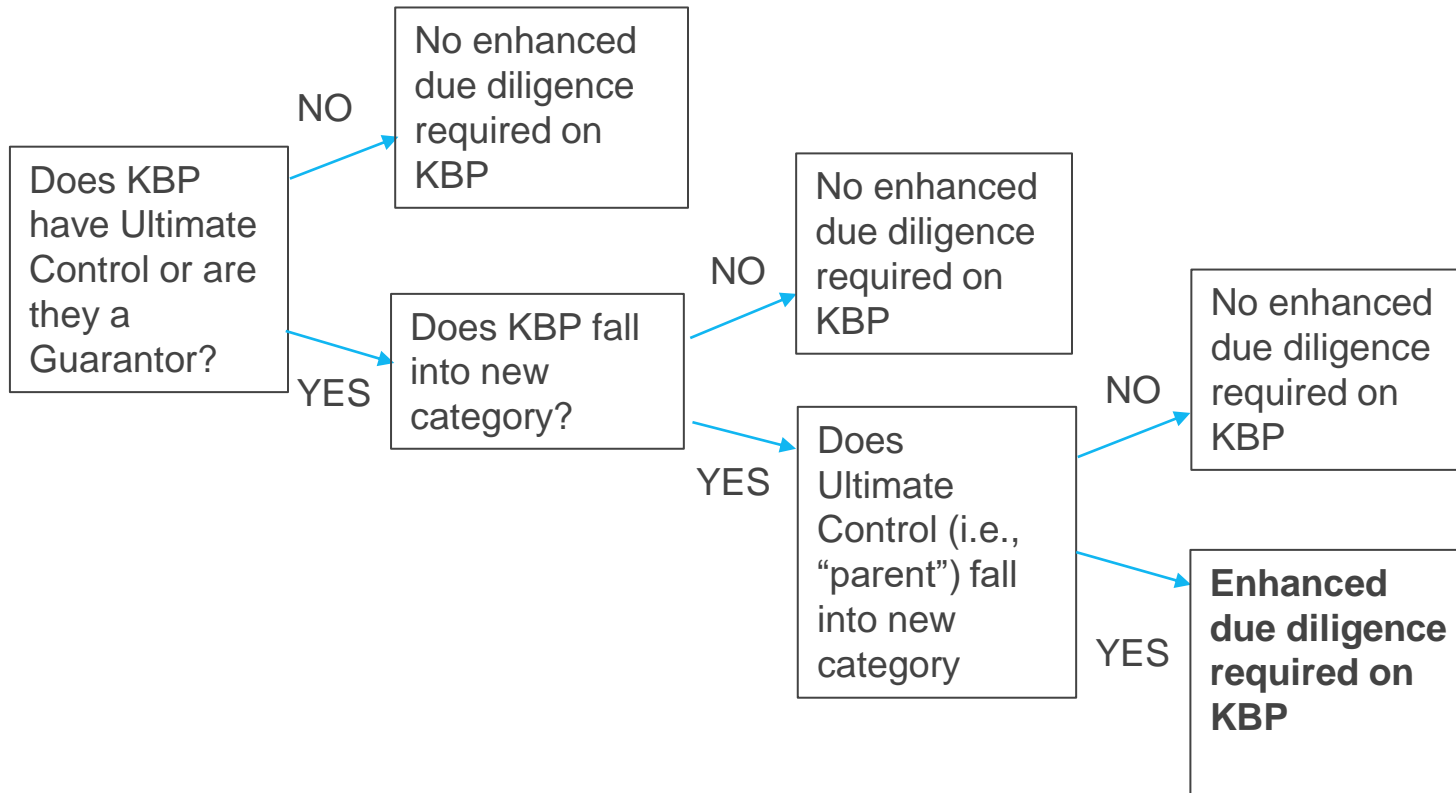 Does KBP
have Ultimate
Control or are
they a
Guarantor?
NO
No enhanced
due diligence
required on
KBP
YES
Does KBP fall
into new
category?
NO
No enhanced
due diligence
required on
KBP
YES
Does
Ultimate
Control (i.e.,
“parent”) fall
into new
category
NO
No enhanced
due diligence
required on
KBP
YES
Enhanced
due diligence
required on
KBP